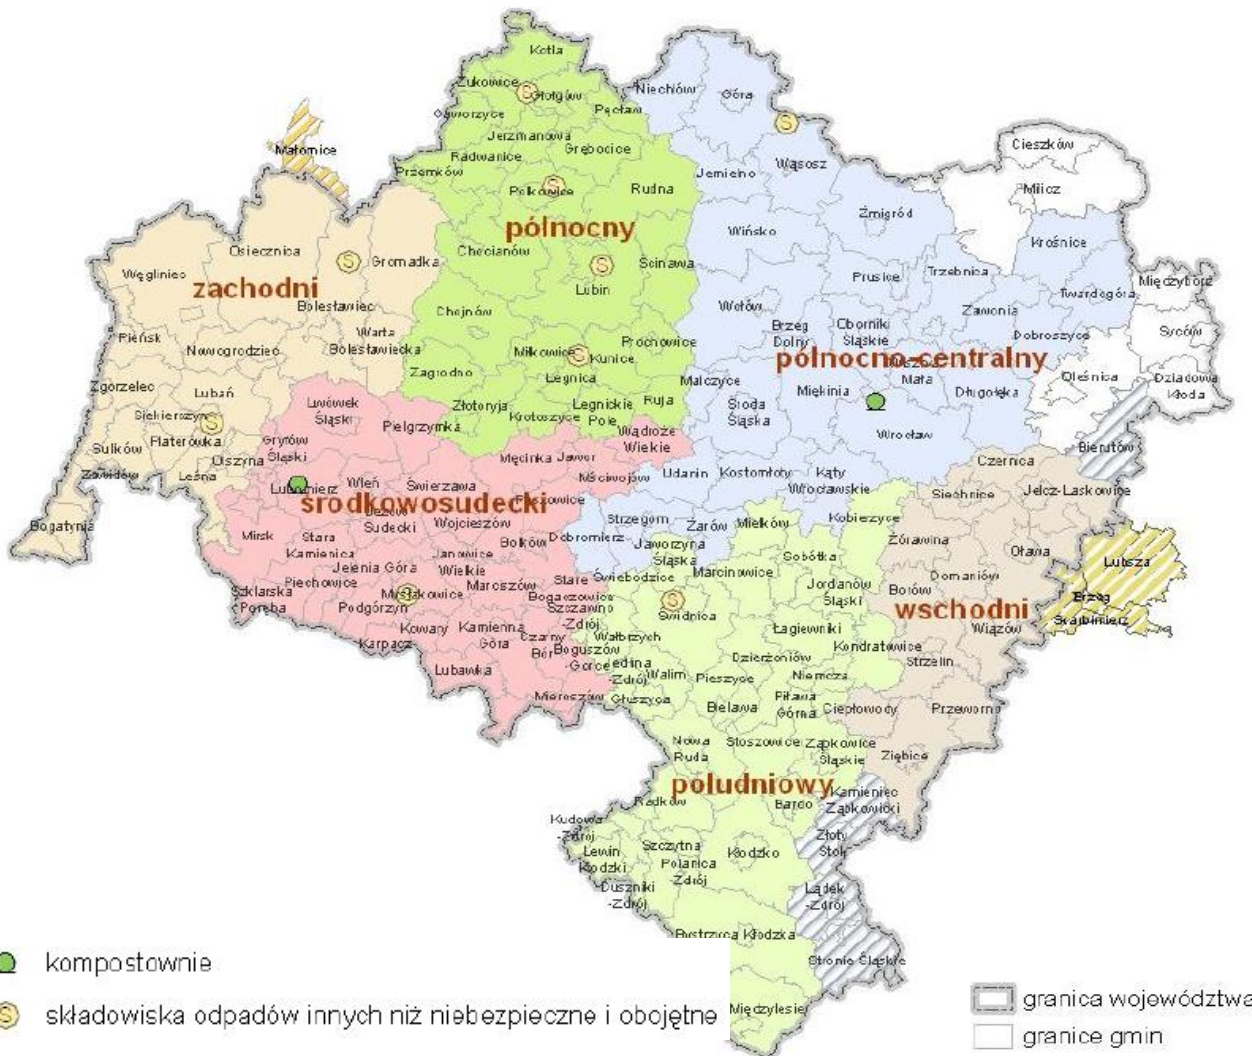 Kotla
Żukowice
Głogów
Niechlów
Góra
Pęcław
Gaworzyce
Jerzmanowa
Grębocice
Cieszków
Małomice
Radwanice
Przemków
Wąsosz
Jemielno
Polkowice
Rudna
Milicz
północny
Żmigród
Wińsko
Krośnice
Osiecznica
Chocianów
Gromadka
Węgliniec
Ścinawa
Prusice
Trzebnica
Międzybórz
zachodni
Lubin
Twardogóra
Bolesławiec
Wołów
Chojnów
Zawonia
Brzeg
Dolny
Oborniki
Śląskie
Pieńsk
Warta
Bolesławiecka
Dobroszyce
Syców
Nowogrodziec
Prochowice
Miłkowice
Kunice
północno-centralny
Wisznia
Mała
Zgorzelec
Zagrodno
Legnica
Malczyce
Oleśnica
Dziadowa
Kłoda
Lubań
Miękinia
Długołęka
Lwówek
Śląski
Złotoryja
Legnickie
Pole
Ruja
Środa
Śląska
Siekierczyn
Krotoszyce
Pielgrzymka
Wądroże
Wielkie
Wrocław
Sulików
Platerówka
Gryfów
Śląski
Bierutów
Męcinka
Jawor
Olszyna
Czernica
Zawidów
Leśna
Lubomierz
Wleń
Świerzawa
Mściwojów
Udanin
Kostomłoty
Kąty
Wrocławskie
Siechnice
Jelcz-Laskowice
środkowosudecki
Paszowice
Bogatynia
Jeżów
Sudecki
Wojcieszów
Strzegom
Żarów
Mietków
Kobierzyce
Mirsk
Stara
Kamienica
Bolków
Dobromierz
Jaworzyna
Śląska
Żórawina
Oława
Janowice
Wielkie
Sobótka
Lubsza
Jelenia Góra
Marciszów
Stare
Bogaczowice
Świebodzice
Marcinowice
Domaniów
Szklarska
Poręba
Piechowice
Mysłakowice
Jordanów
Śląski
Borów
Brzeg
Podgórzyn
Szczawno
-Zdrój
Świdnica
wschodni
Skarbimierz
Kowary
Kamienna
Góra
Czarny
Bór
Łagiewniki
Wiązów
Karpacz
Boguszów
-Gorce
Wałbrzych
Kondratowice
Jedlina
-Zdrój
Dzierżoniów
Strzelin
Lubawka
Walim
Pieszyce
Niemcza
Mieroszów
Głuszyca
Bielawa
Piława
Górna
Ciepłowody
Przeworno
Nowa
Ruda
Stoszowice
Ząbkowice
Śląskie
Ziębice
południowy
Radków
Bardo
Kamieniec
Ząbkowicki
Kudowa
-Zdrój
Złoty
Stok
Lewin
Kłodzki
Szczytna
Kłodzko
Polanica
-Zdrój
Duszniki
-Zdrój
Lądek
-Zdrój
Bystrzyca Kłodzka
Stronie Śląskie
Międzylesie
kompostownie
S składowiska odpadów innych niż niebezpieczne i obojętne
granica województwa
granice gmin